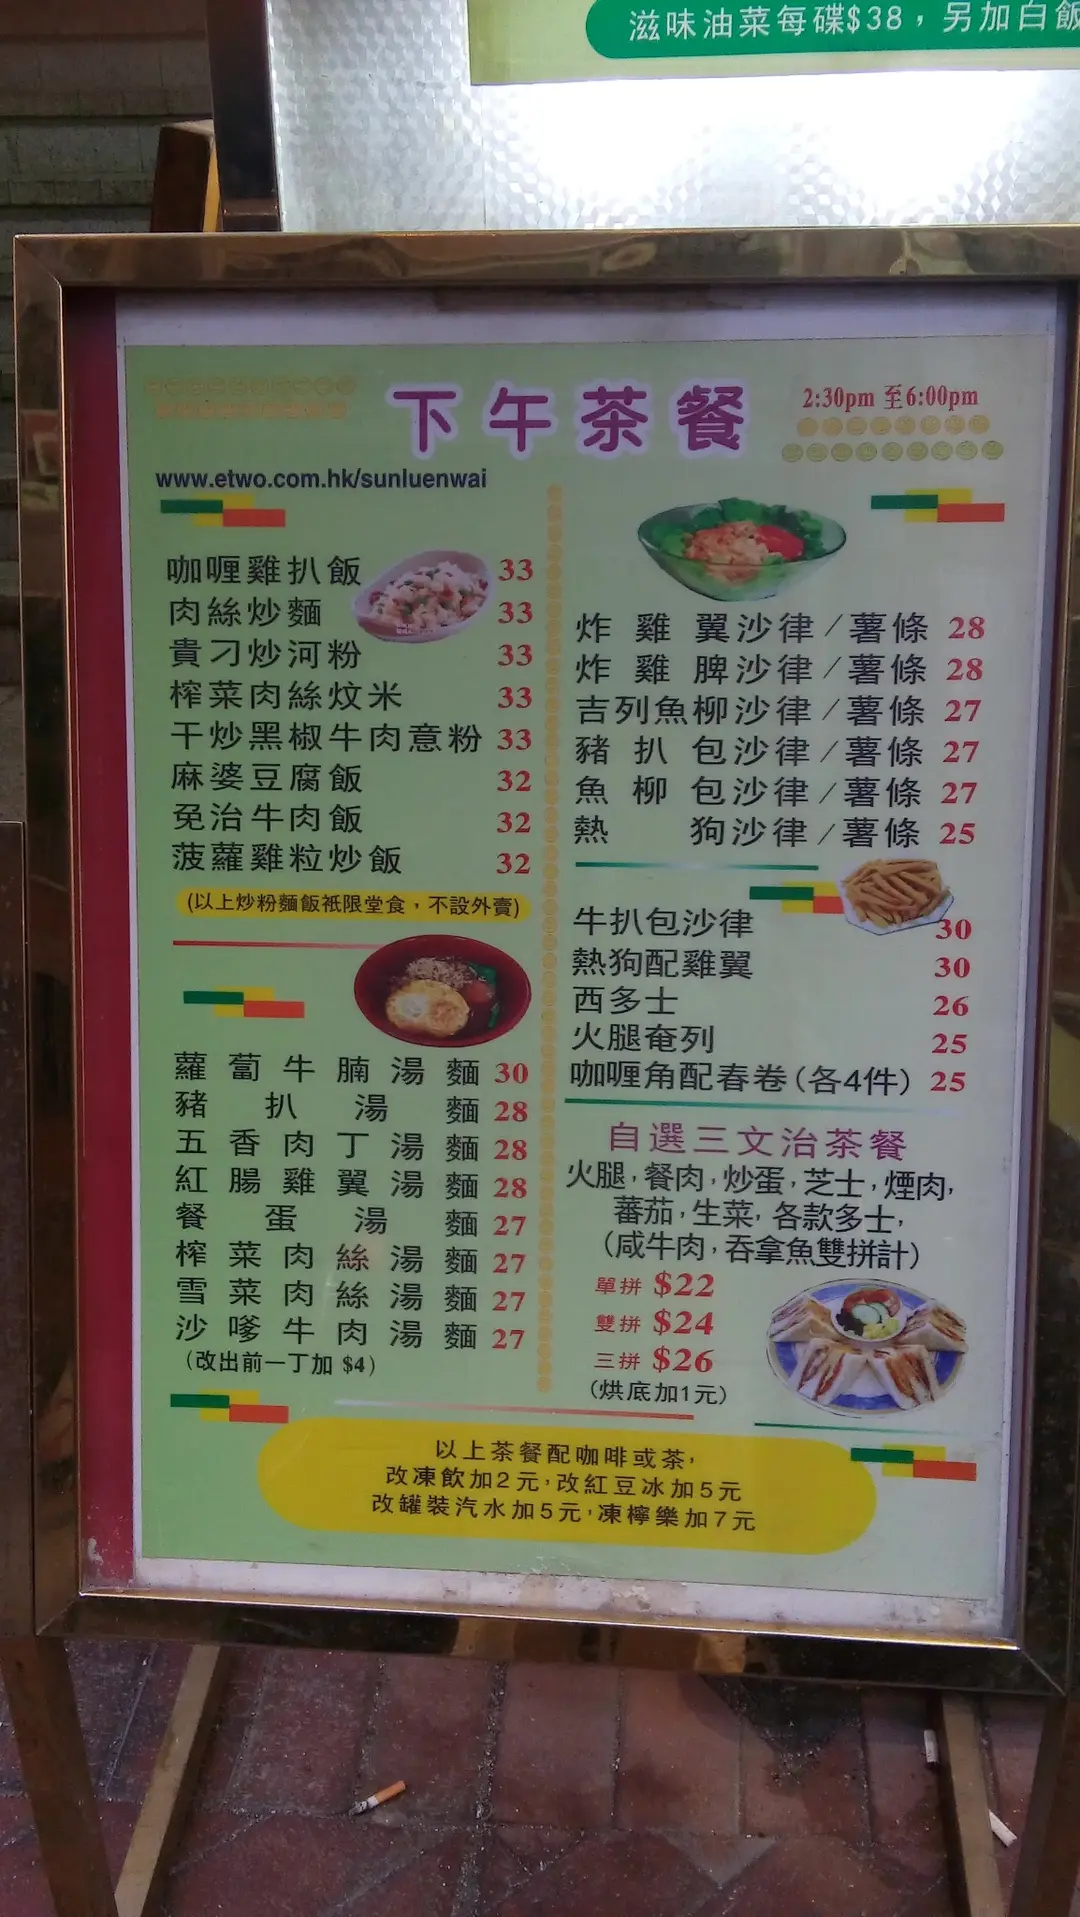 滋味油菜每碟$38，另加白飯
下午茶餐
2:30pm 至6:00pm
www.etwo.com.hk/sunluenwai
咖喱雞扒飯 33
肉絲炒麵 33
貴刁炒河粉 33
榨菜肉絲炆米 33
干炒黑椒牛肉意粉 33
麻婆豆腐飯 32
免治牛肉飯 32
菠蘿雞粒炒飯 32
(以上炒粉麵飯祇限堂食，不設外賣)
蘿蔔牛腩湯麵 30
豬扒湯麵 28
五香肉丁湯麵 28
紅腸雞翼湯麵 28
餐蛋湯麵 27
榨菜肉絲湯麵 27
雪菜肉絲湯麵 27
沙嗲牛肉湯麵 27
(改出前一丁加 $4)
炸雞翼沙律/薯條 28
炸雞髀沙律/薯條 28
吉列魚柳沙律/薯條 27
豬扒包沙律/薯條 27
魚柳包沙律/薯條 27
熱狗沙律/薯條 25
牛扒包沙律 30
熱狗配雞翼 30
西多士 26
火腿奄列 25
咖喱角配春卷(各4件) 25
自選三文治茶餐
火腿,餐肉,炒蛋,芝士,煙肉,
蕃茄,生菜,各款多士,
(咸牛肉,吞拿魚雙拼計)
單拼 $22
雙拼 $24
三拼 $26
(烘底加1元)
以上茶餐配咖啡或茶,
改凍飲加2元,改紅豆冰加5元
改罐裝汽水加5元,凍檸樂加7元